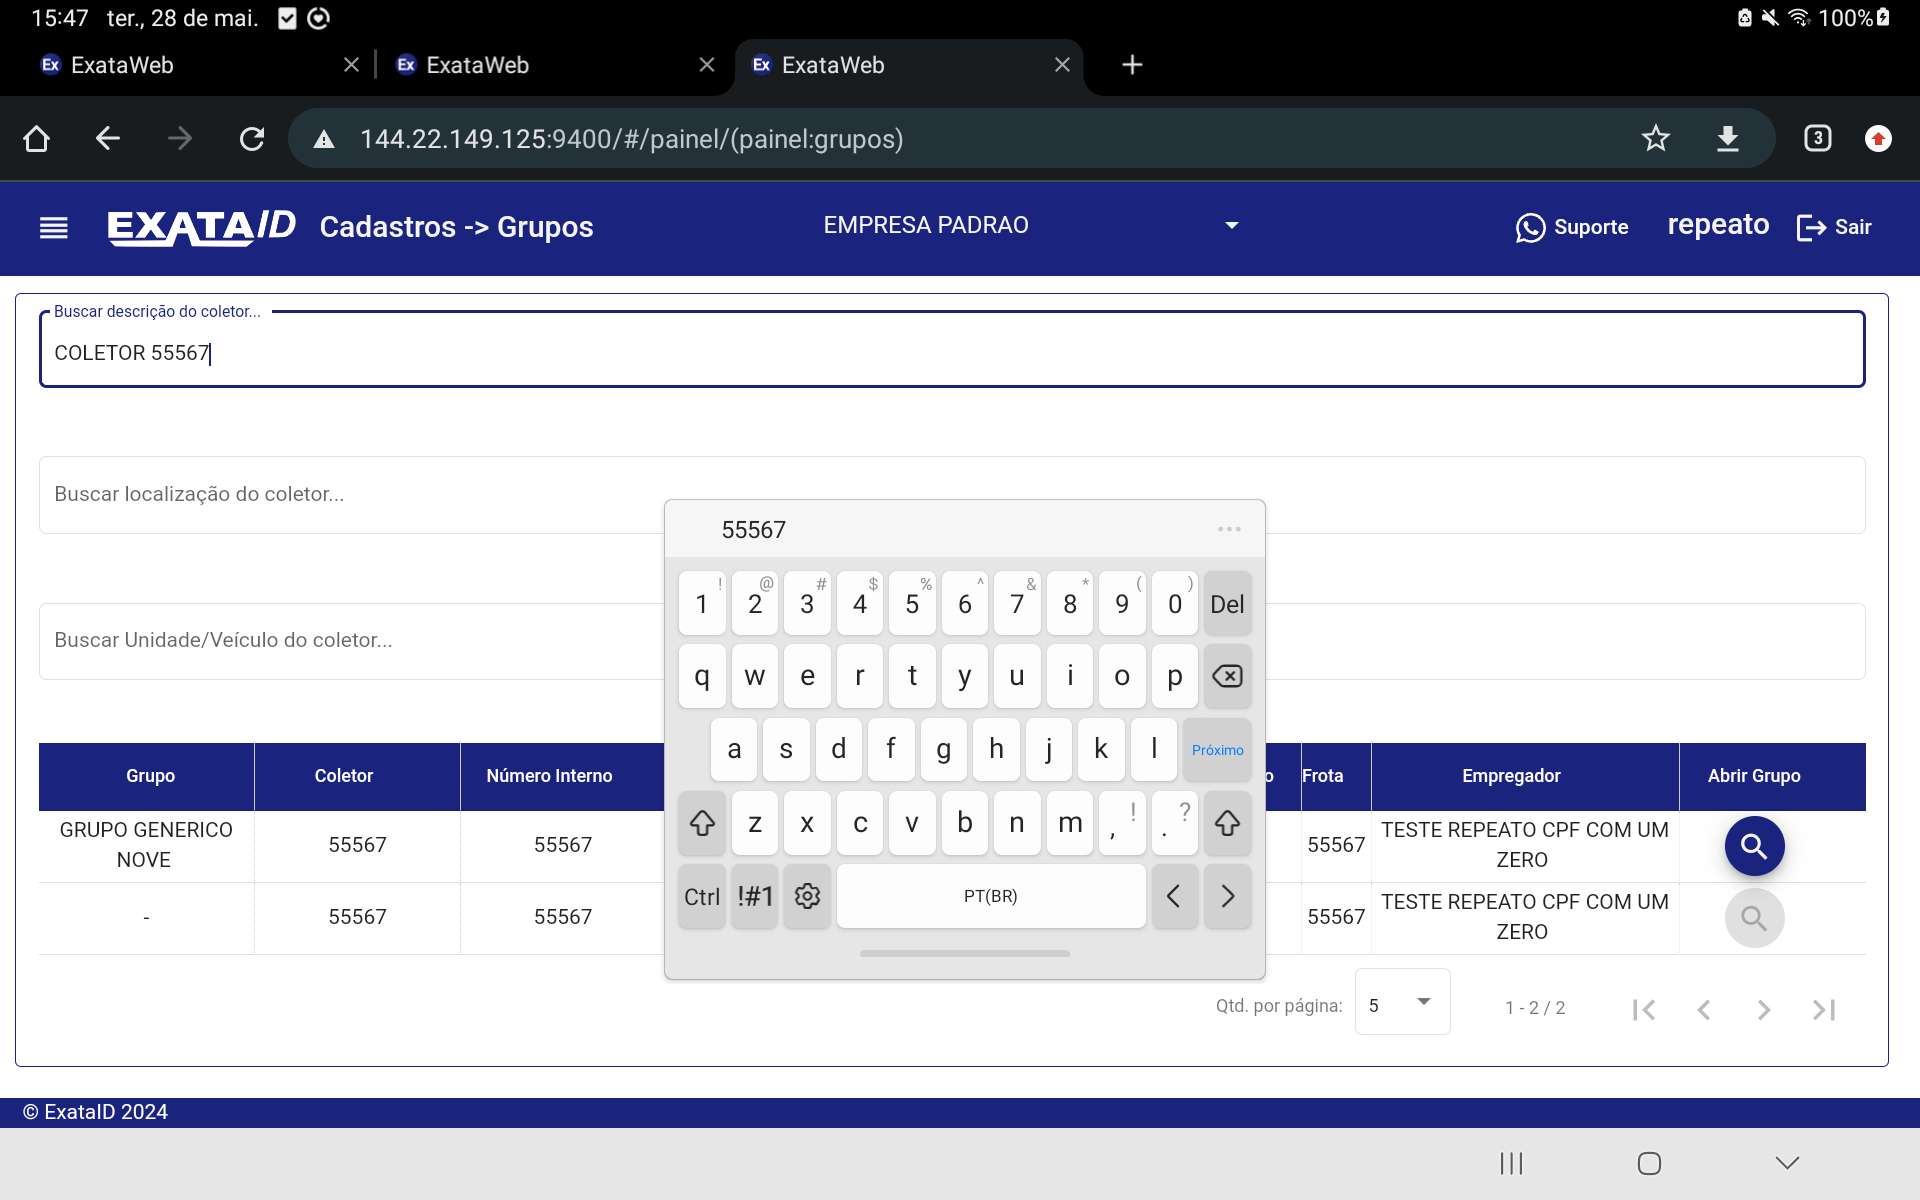 15:47 ter., 28 de mai. 100%
Ex ExataWeb Ex ExataWeb Ex ExataWeb
144.22.149.125:9400/#/painel/(painel:grupos) 3
EXATAID Cadastros -> Grupos EMPRESA PADRAO Suporte repeato Sair
Buscar descrição do coletor...
COLETOR 55567
Buscar localização do coletor...
55567 ...
1 ! 2 @ 3 # 4 $ 5 % 6 ^ 7 & 8 * 9 ( 0 ) Del
Buscar Unidade/Veículo do coletor...
q w e r t y u i o p
a s d f g h j k l Próximo
Grupo Coletor Número Interno o Frota Empregador Abrir Grupo
z x c v b n m , ! . ?
GRUPO GENERICO NOVE 55567 55567 55567 TESTE REPEATO CPF COM UM ZERO
Ctrl !#1 PT(BR) < >
- 55567 55567 55567 TESTE REPEATO CPF COM UM ZERO
Qtd. por página: 5 1 - 2 / 2
© ExataID 2024